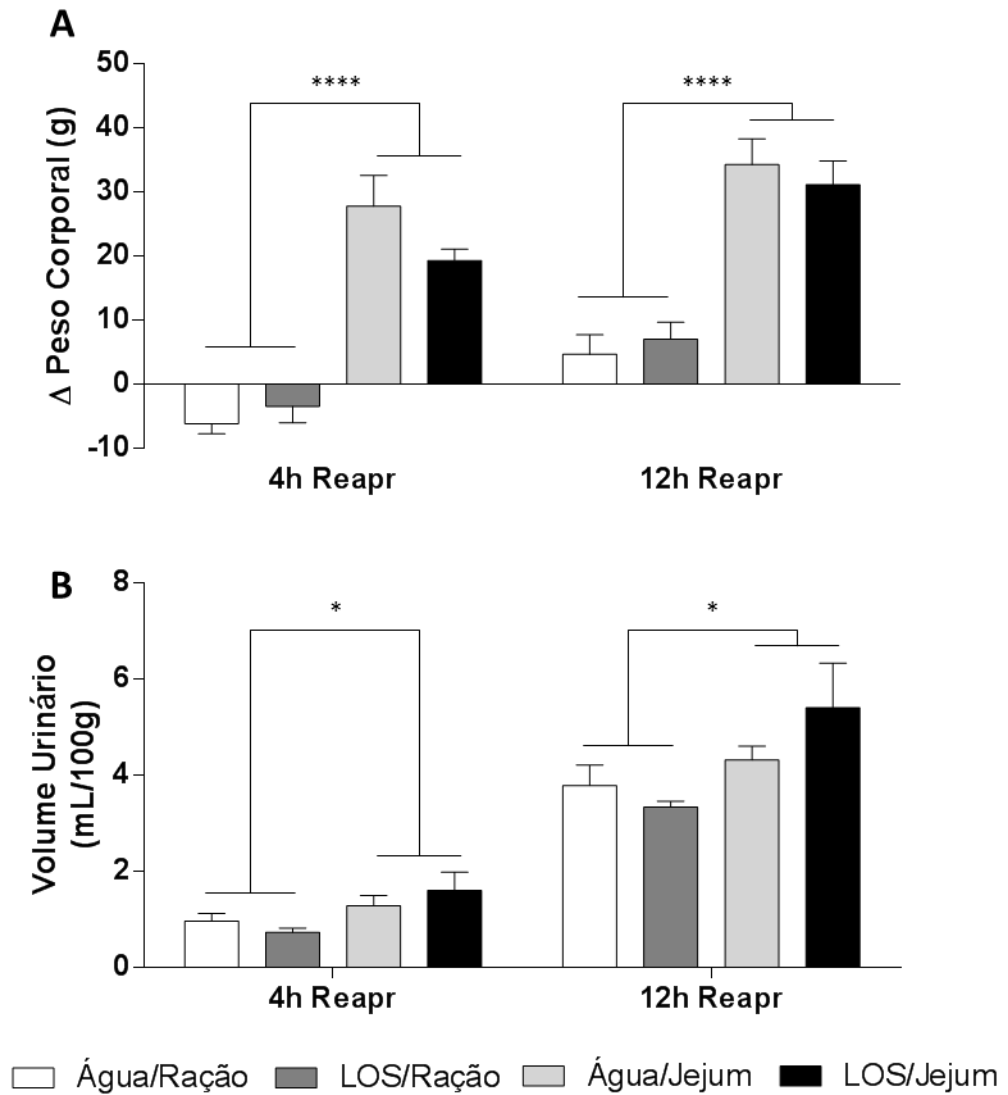 A
50
40
30
20
10
0
-10
Δ Peso Corporal (g)
****
****
4h Reapr 12h Reapr
B
8
6
4
2
0
Volume Urinário
(mL/100g)
*
*
4h Reapr 12h Reapr
Água/Ração LOS/Ração Água/Jejum LOS/Jejum